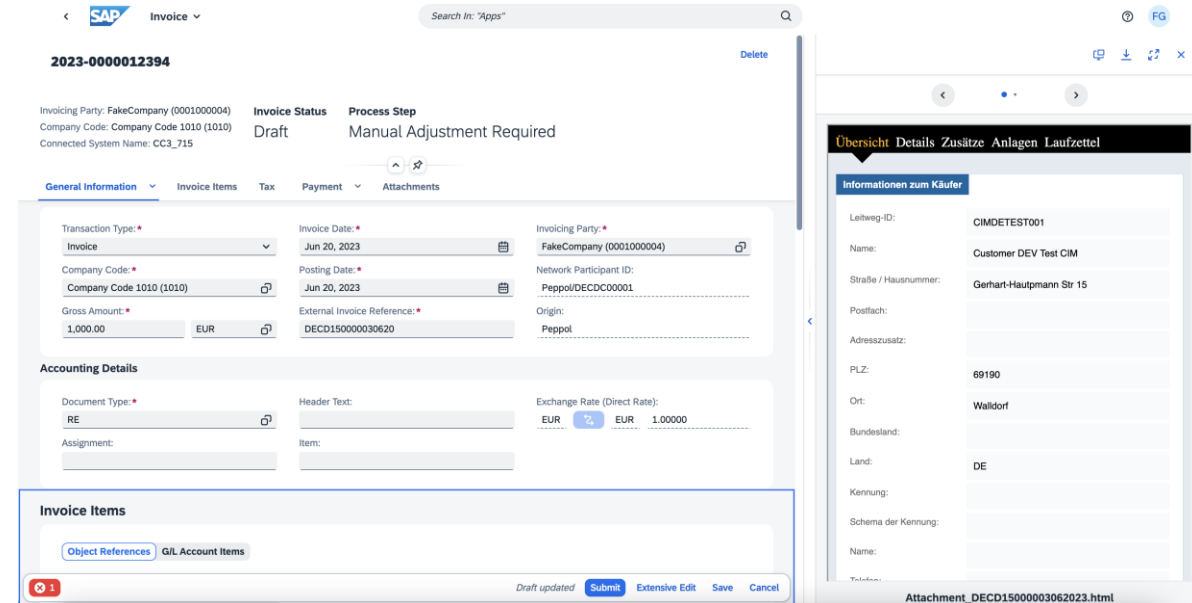 SAP Invoice
Search In: "Apps"
FG
2023-0000012394
Delete
Invoicing Party: FakeCompany (0001000004)
Company Code: Company Code 1010 (1010)
Connected System Name: CC3_715
Invoice Status
Draft
Process Step
Manual Adjustment Required
General Information
Invoice Items
Tax
Payment
Attachments
Transaction Type:*
Invoice
Invoice Date:*
Jun 20, 2023
Invoicing Party:*
FakeCompany (0001000004)
Company Code:*
Company Code 1010 (1010)
Posting Date:*
Jun 20, 2023
Network Participant ID:
Peppol/DECDC00001
Gross Amount:*
1,000.00 EUR
External Invoice Reference:*
DECD150000030620
Origin:
Peppol
Accounting Details
Document Type:*
RE
Header Text:
Exchange Rate (Direct Rate):
EUR EUR 1.00000
Assignment:
Item:
Invoice Items
Object References G/L Account Items
1
Draft updated Submit Extensive Edit Save Cancel
Übersicht Details Zusätze Anlagen Laufzettel
Informationen zum Käufer
Leitweg-ID: CIMDETEST001
Name: Customer DEV Test CIM
Straße / Hausnummer: Gerhart-Hautpmann Str 15
Postfach:
Adresszusatz:
PLZ: 69190
Ort: Walldorf
Bundesland:
Land: DE
Kennung:
Schema der Kennung:
Name:
Telefon:
Attachment_DECD15000003062023.html